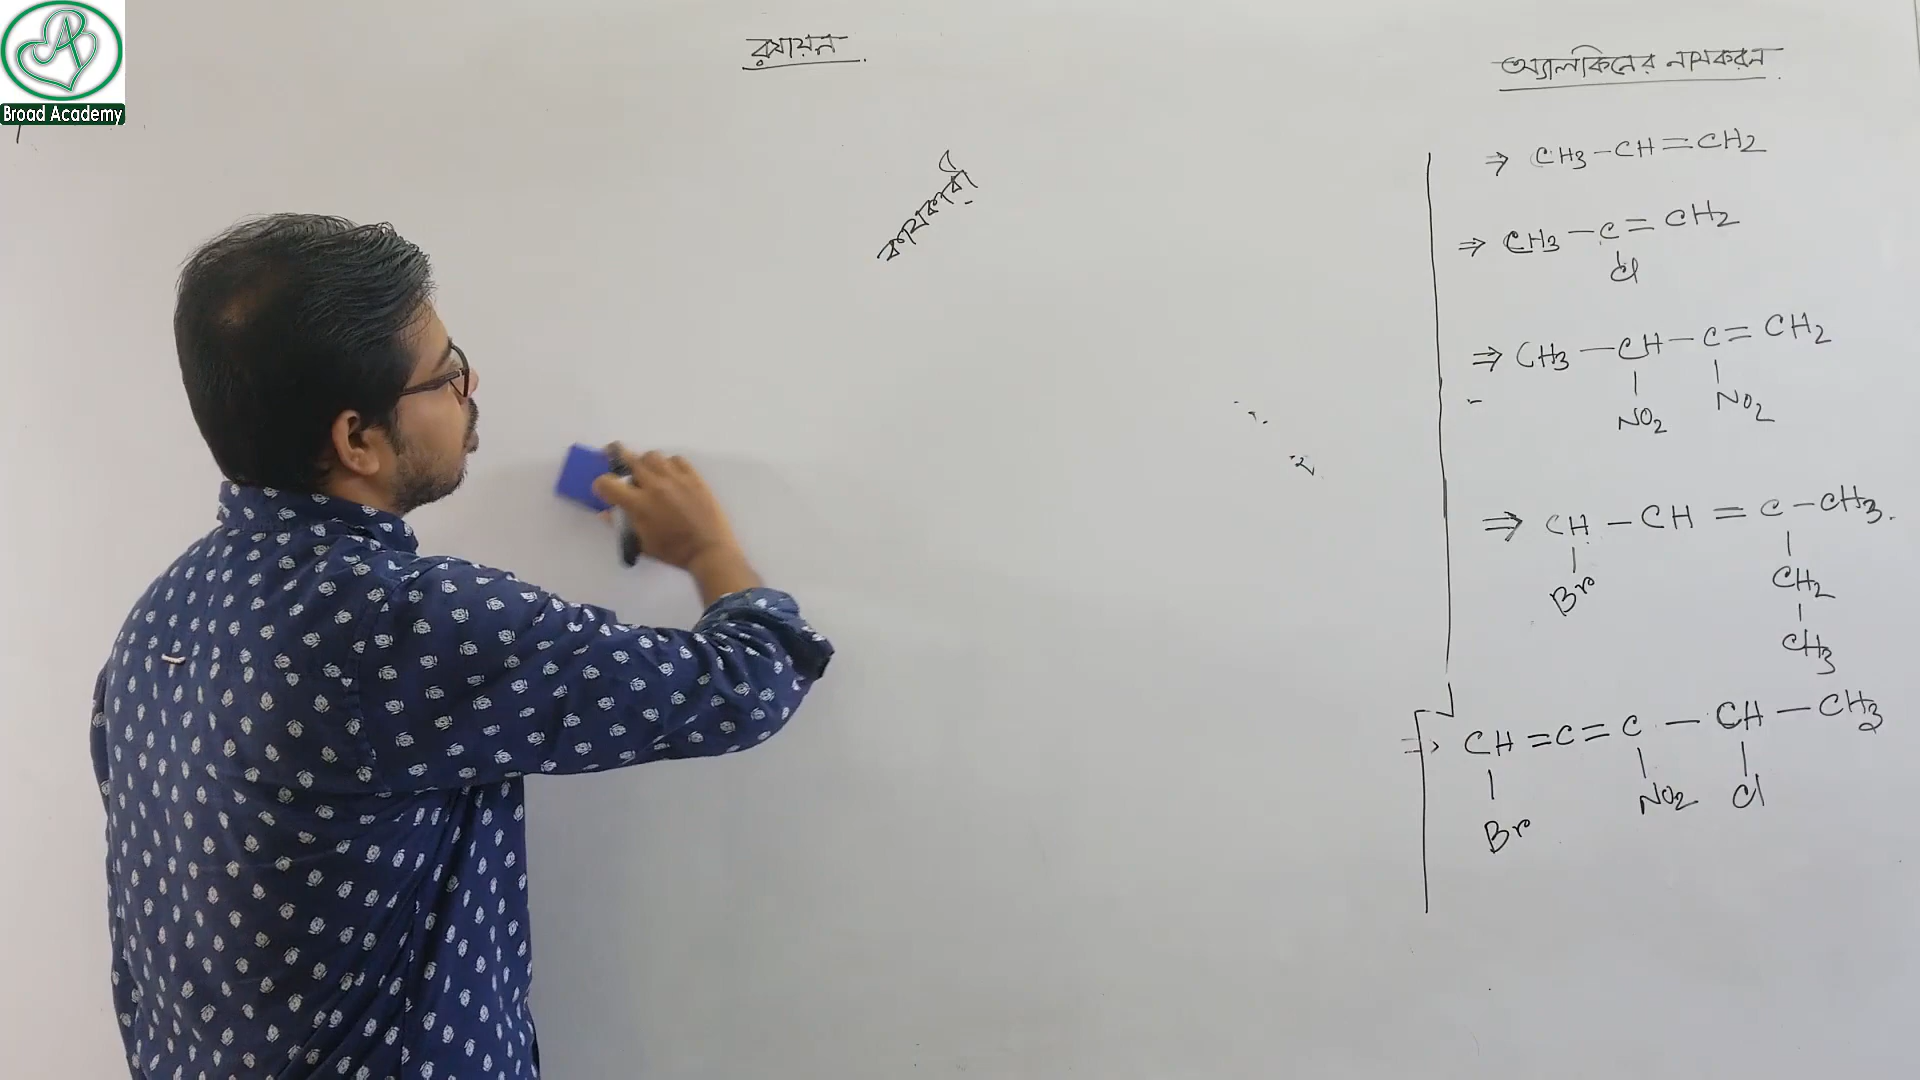 Broad Academy
রসায়ন
অ্যালকিনের নামকরন
⇒ CH3 — CH = CH2
⇒ CH3 — C = CH2
Cl
⇒ CH3 — CH — C = CH2
NO2 NO2
⇒ CH — CH = C — CH3.
Br CH2
CH3
⇒ CH = C = C — CH — CH3
Br NO2 Cl